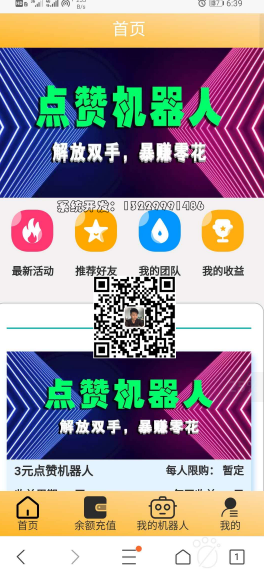 6:39
首页
点赞机器人
解放双手，暴赚零花
系统开发：13229991486
最新活动
推荐好友
我的团队
我的收益
点赞机器人
解放双手，暴赚零花
3元点赞机器人
每人限购： 暂定
首页
余额充值
我的机器人
我的
1